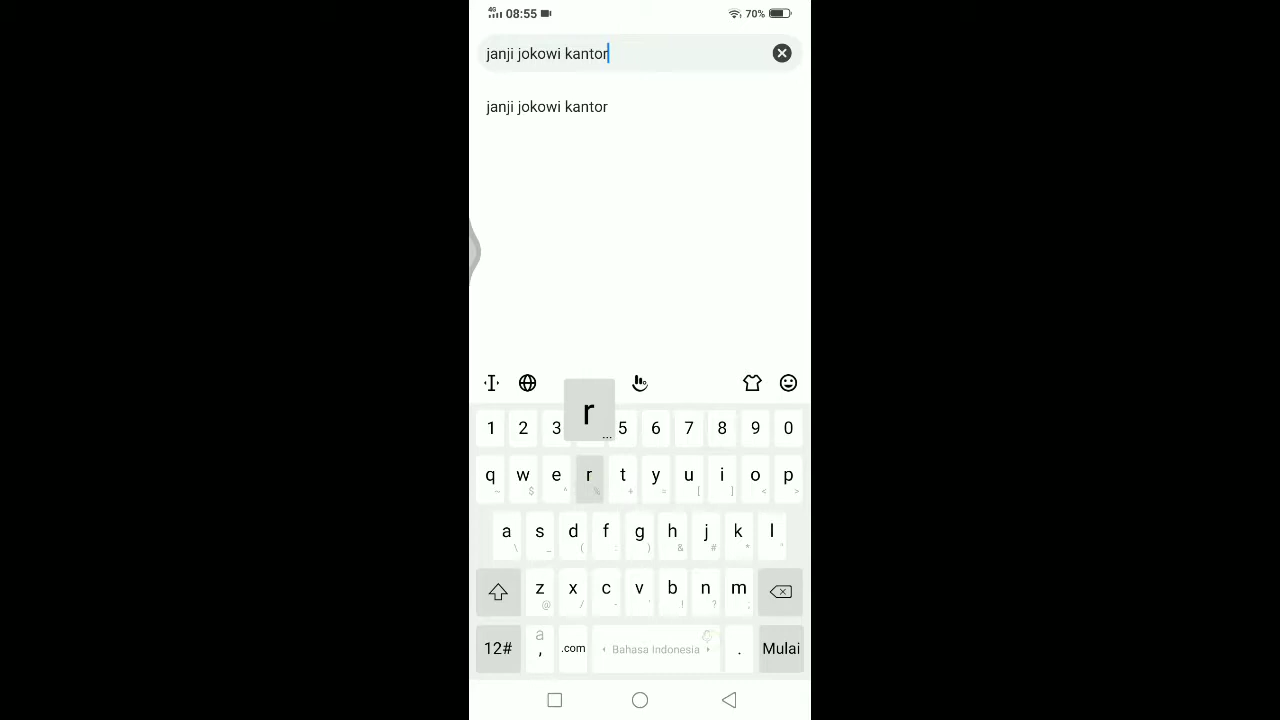 4G 08:55 70%
janji jokowi kantor
janji jokowi kantor
r ...
1 2 3 5 6 7 8 9 0
q w e r t y u i o p
~ $ ^ % + = [ ] < >
a s d f g h j k l
\ _ ( : ) & # * "
z x c v b n m
@ / - ' ! ? ;
a
12# , .com Bahasa Indonesia . Mulai